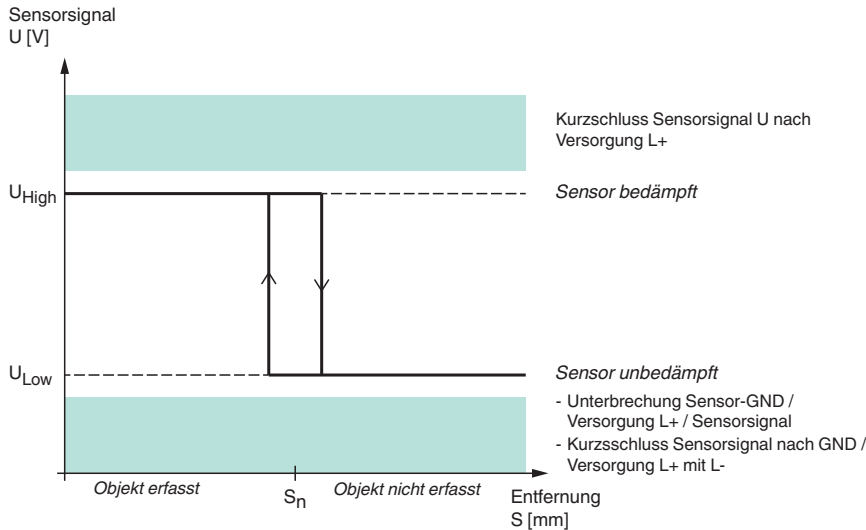 Sensorsignal
U [V]
Kurzschluss Sensorsignal U nach
Versorgung L+
UHigh
Sensor bedämpft
ULow
Sensor unbedämpft
- Unterbrechung Sensor-GND /
Versorgung L+ / Sensorsignal
- Kurzsschluss Sensorsignal nach GND /
Versorgung L+ mit L-
Objekt erfasst
Sn
Objekt nicht erfasst
Entfernung
S [mm]